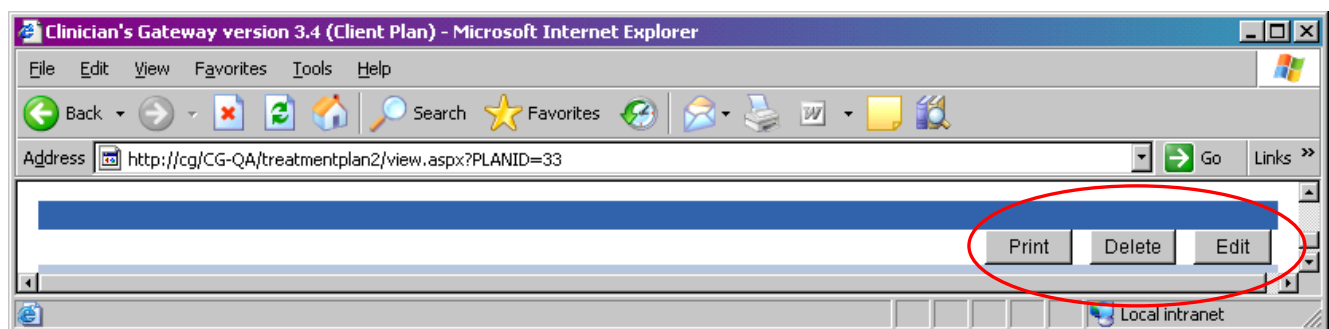 Clinician's Gateway version 3.4 (Client Plan) - Microsoft Internet Explorer
File Edit View Favorites Tools Help
Back Search Favorites W
Address http://cg/CG-QA/treatmentplan2/view.aspx?PLANID=33 Go Links »
Print Delete Edit
Local intranet